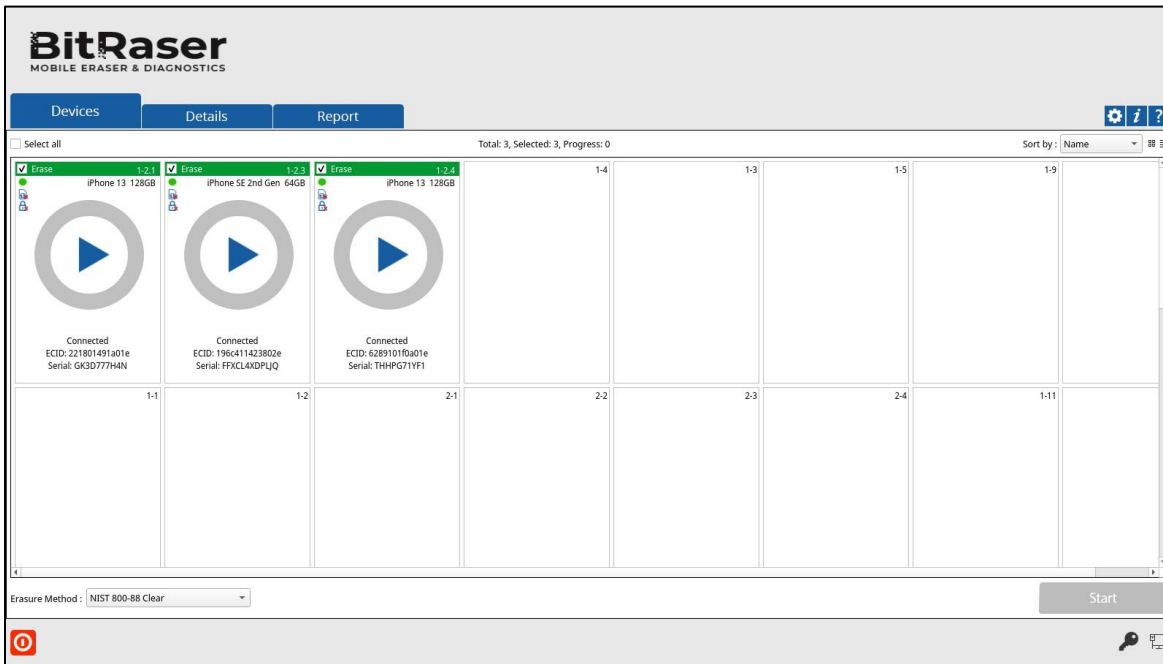 BitRaser
MOBILE ERASER & DIAGNOSTICS
Devices
Details
Report
i
?
Select all
Total: 3, Selected: 3, Progress: 0
Sort by : Name
Erase 1-2.1
iPhone 13 128GB
Connected
ECID: 221801491a01e
Serial: GK3D777H4N
Erase 1-2.3
iPhone SE 2nd Gen 64GB
Connected
ECID: 196c411423802e
Serial: FFXCL4XDPLJQ
Erase 1-2.4
iPhone 13 128GB
Connected
ECID: 6289101f0a01e
Serial: THHPG71YF1
1-4
1-3
1-5
1-9
1-1
1-2
2-1
2-2
2-3
2-4
1-11
Erasure Method : NIST 800-88 Clear
Start